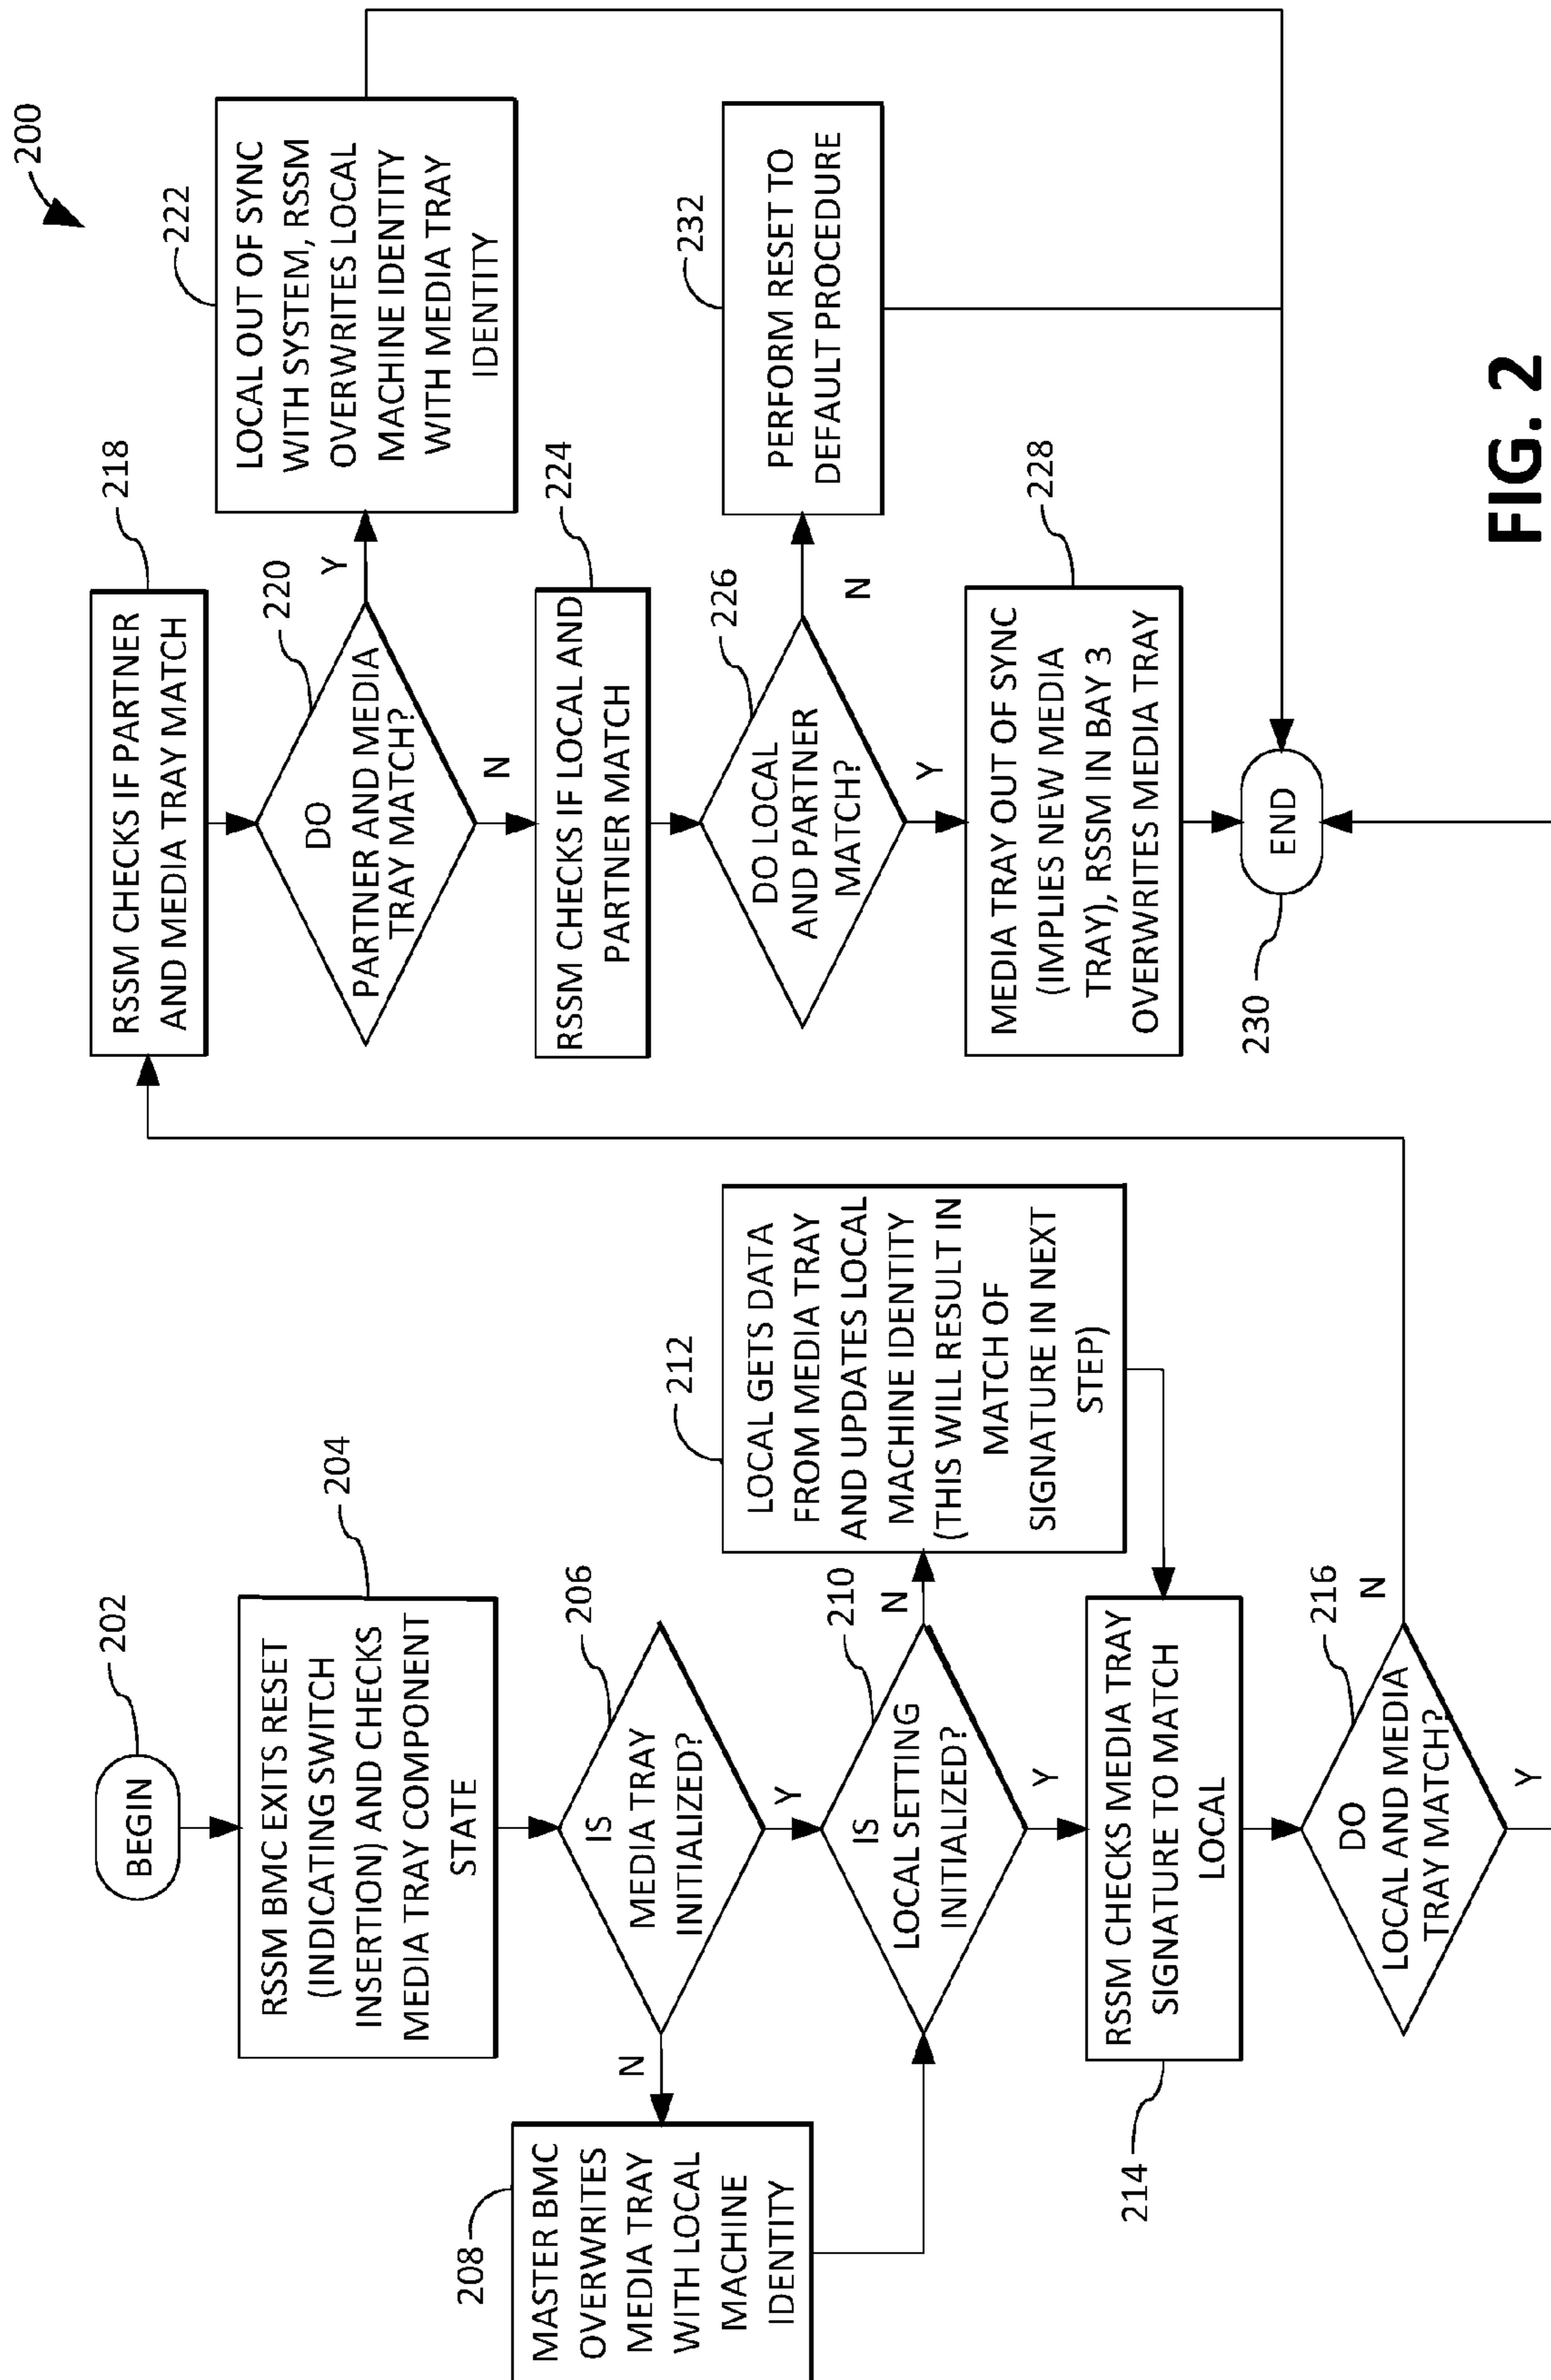 200
202
BEGIN
204
RSSM BMC EXITS RESET
(INDICATING SWITCH
INSERTION) AND CHECKS
MEDIA TRAY COMPONENT
STATE
206
IS
MEDIA TRAY
INITIALIZED?
N
Y
208
MASTER BMC
OVERWRITES
MEDIA TRAY
WITH LOCAL
MACHINE
IDENTITY
210
IS
LOCAL SETTING
INITIALIZED?
N
Y
212
LOCAL GETS DATA
FROM MEDIA TRAY
AND UPDATES LOCAL
MACHINE IDENTITY
(THIS WILL RESULT IN
MATCH OF
SIGNATURE IN NEXT
STEP)
214
RSSM CHECKS MEDIA TRAY
SIGNATURE TO MATCH
LOCAL
216
DO
LOCAL AND MEDIA
TRAY MATCH?
N
Y
218
RSSM CHECKS IF PARTNER
AND MEDIA TRAY MATCH
220
DO
PARTNER AND MEDIA
TRAY MATCH?
Y
N
222
LOCAL OUT OF SYNC
WITH SYSTEM, RSSM
OVERWRITES LOCAL
MACHINE IDENTITY
WITH MEDIA TRAY
IDENTITY
224
RSSM CHECKS IF LOCAL AND
PARTNER MATCH
226
DO LOCAL
AND PARTNER
MATCH?
N
Y
232
PERFORM RESET TO
DEFAULT PROCEDURE
228
MEDIA TRAY OUT OF SYNC
(IMPLIES NEW MEDIA
TRAY), RSSM IN BAY 3
OVERWRITES MEDIA TRAY
230
END
FIG. 2